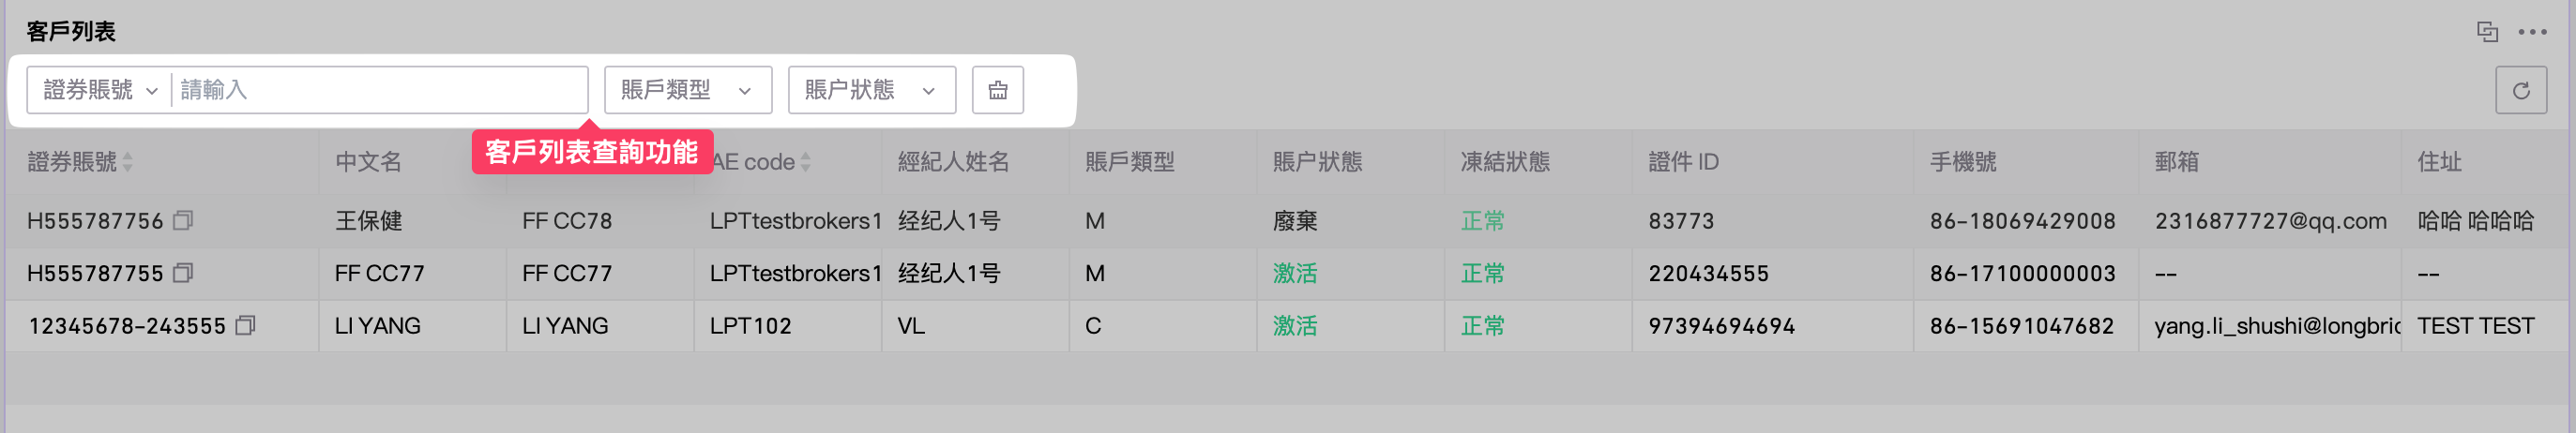 客戶列表
證券賬號 請輸入 賬戶類型 賬户狀態
客戶列表查詢功能
證券賬號 中文名 AE code 經紀人姓名 賬戶類型 賬户狀態 凍結狀態 證件 ID 手機號 郵箱 住址
H555787756 王保健 FF CC78 LPTtestbrokers1 经纪人1号 M 廢棄 正常 83773 86-18069429008 2316877727@qq.com 哈哈 哈哈哈
H555787755 FF CC77 FF CC77 LPTtestbrokers1 经纪人1号 M 激活 正常 220434555 86-17100000003 -- --
12345678-243555 LI YANG LI YANG LPT102 VL C 激活 正常 97394694694 86-15691047682 yang.li_shushi@longbri TEST TEST